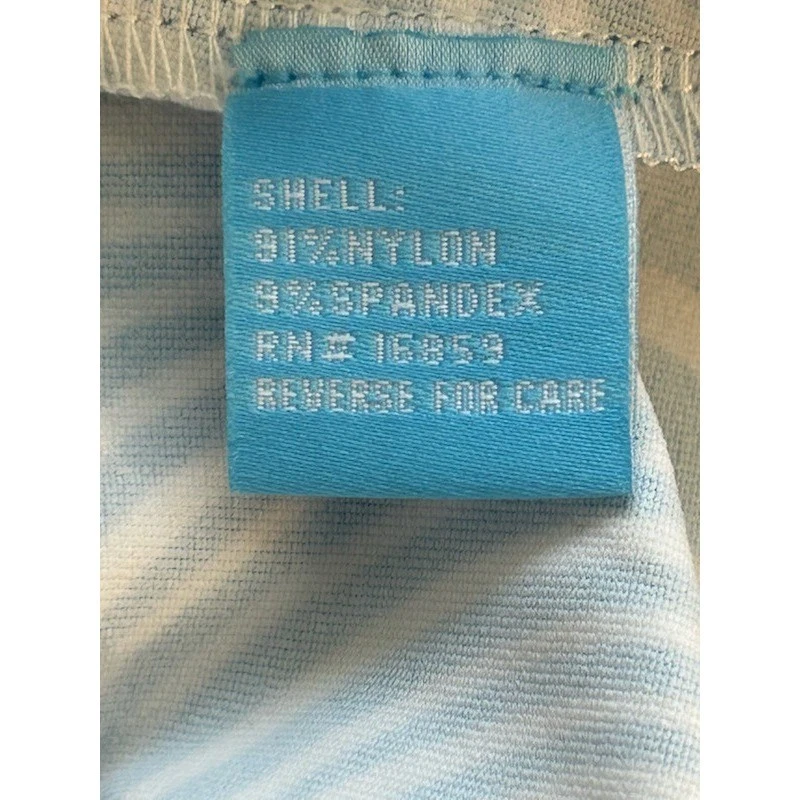 SHELL:
91%NYLON
9%SPANDEX
RN# 16859
REVERSE FOR CARE